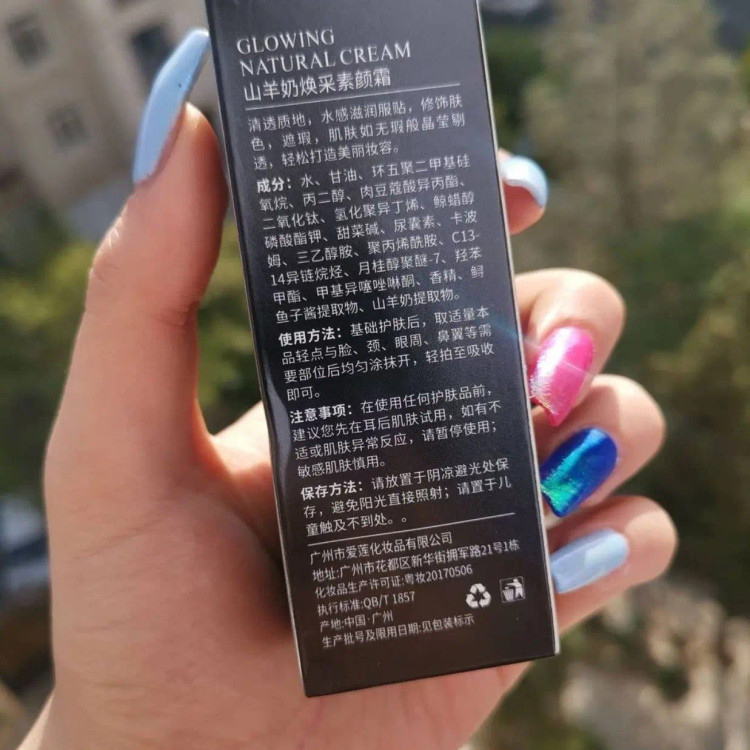 GLOWING
NATURAL CREAM
山羊奶焕采素颜霜
清透质地，水感滋润服贴，修饰肤
色，遮瑕，肌肤如无瑕般晶莹剔
透，轻松打造美丽妆容。
成分：水、甘油、环五聚二甲基硅
氧烷、丙二醇、肉豆蔻酸异丙酯、
二氧化钛、氢化聚异丁烯、鲸蜡醇
磷酸酯钾、甜菜碱、尿囊素、卡波
姆、三乙醇胺、聚丙烯酰胺、C13-
14异链烷烃、月桂醇聚醚-7、羟苯
甲酯、甲基异噻唑啉酮、香精、鲟
鱼子酱提取物、山羊奶提取物。
使用方法：基础护肤后，取适量本
品轻点与脸、颈、眼周、鼻翼等需
要部位后均匀涂抹开，轻拍至吸收
即可。
注意事项：在使用任何护肤品前，
建议您先在耳后肌肤试用，如有不
适或肌肤异常反应，请暂停使用；
敏感肌肤慎用。
保存方法：请放置于阴凉避光处保
存，避免阳光直接照射；请置于儿
童触及不到处。。
广州市爱莲化妆品有限公司
地址:广州市花都区新华街拥军路21号1栋
化妆品生产许可证:粤妆20170506
执行标准:QB/T 1857
产地:中国·广州
生产批号及限用日期:见包装标示